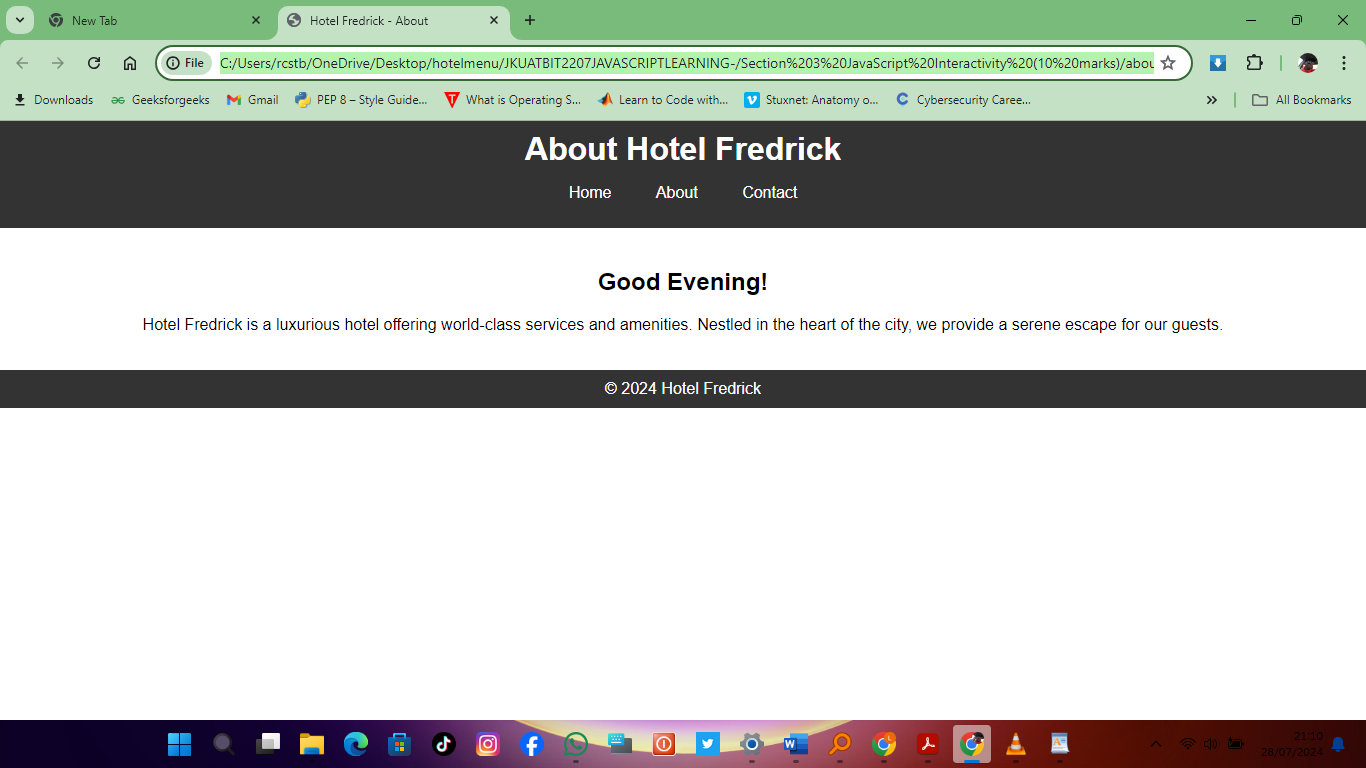 New Tab
Hotel Fredrick - About
File
C:/Users/rcstb/OneDrive/Desktop/hotelmenu/JKUATBIT2207JAVASCRIPTLEARNING-/Section%203%20JavaScript%20Interactivity%20(10%20marks)/abou
Downloads
Geeksforgeeks
Gmail
PEP 8 – Style Guide...
What is Operating S...
Learn to Code with...
Stuxnet: Anatomy o...
Cybersecurity Caree...
All Bookmarks
About Hotel Fredrick
Home About Contact
Good Evening!
Hotel Fredrick is a luxurious hotel offering world-class services and amenities. Nestled in the heart of the city, we provide a serene escape for our guests.
© 2024 Hotel Fredrick
21:10
28/07/2024